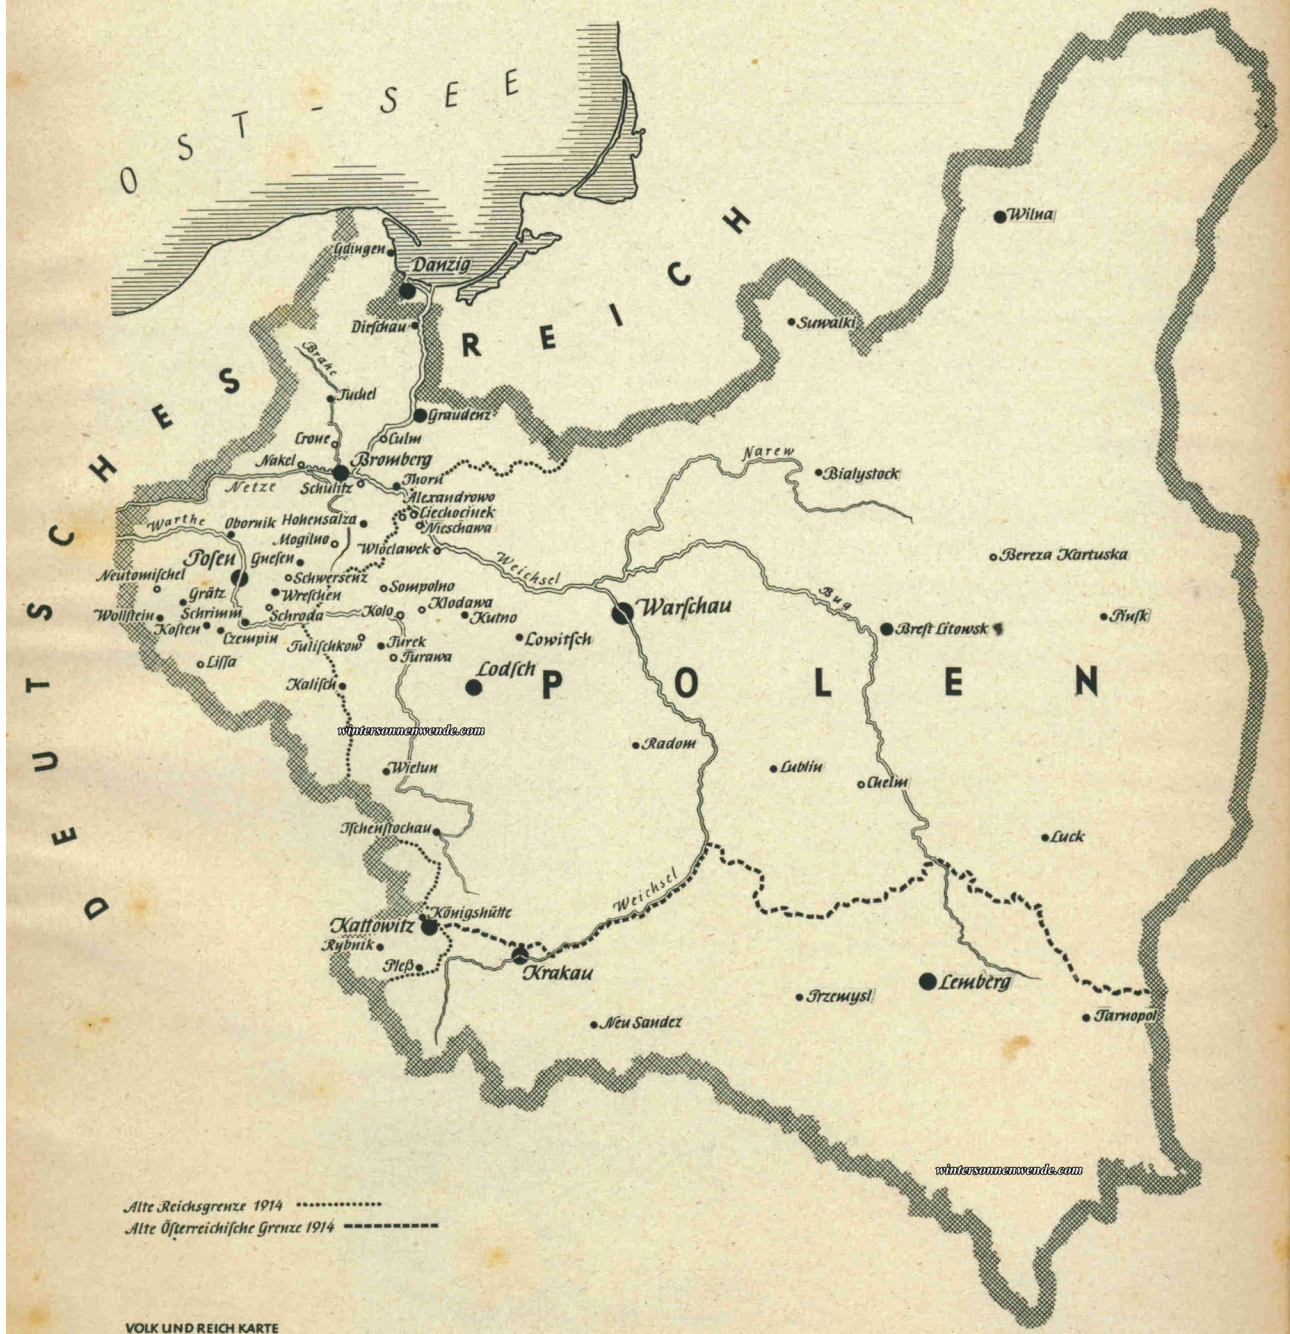 OST-SEE
DEUTSCHES REICH
Wilna
Gdingen
Danzig
Suwalki
Dirſchau
Brahe
Tuchel
Graudenz
Crone
Culm
Nakel
Bromberg
Narew
Bialystock
Netze
Schulitz
Thorn
Alexandrowo
Ciechocinek
Nieschawa
Warthe
Obornik
Hohensalza
Mogilno
Wloclawek
Weichsel
Bereza Kartuska
Poſen
Gneſen
Neutomiſchel
Schwersenz
Sompolno
Bug
Grätz
Wreſchen
Klodawa
Warſchau
Wollſtein
Schrimm
Schroda
Kolo
Kutno
Pinſk
Koſten
Czempin
Breſt Litowsk
Tuliſchkow
Turek
Lowitſch
Liſſa
Turawa
Lodſch
POLEN
Kaliſch
wintersonnenwende.com
Radom
Wielun
Lublin
Chelm
Tſchenſtochau
Luck
Weichsel
Königshütte
Kattowitz
Rybnik
Pleß
Krakau
Lemberg
Przemysl
Neu Sandez
Tarnopol
wintersonnenwende.com
Alte Reichsgrenze 1914
Alte Öſterreichiſche Grenze 1914
VOLK UND REICH KARTE